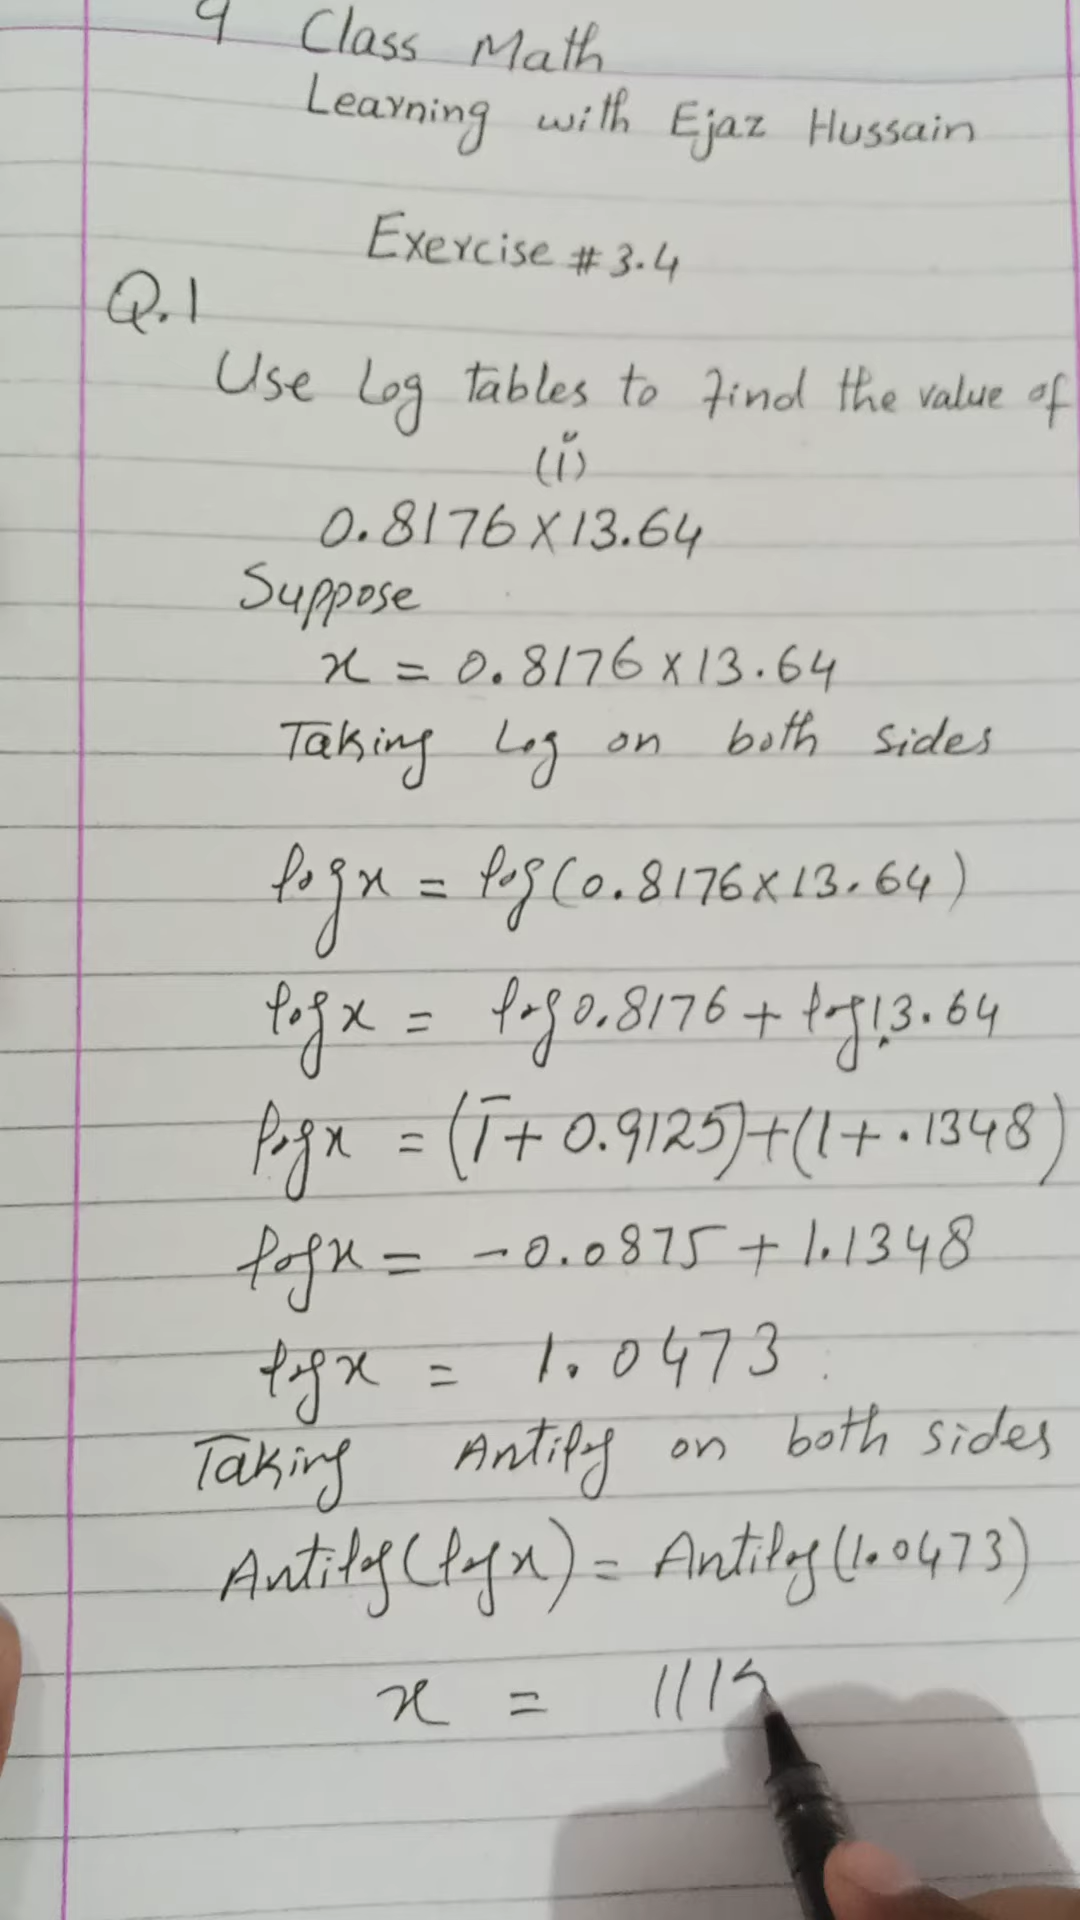 9 Class Math
Learning with Ejaz Hussain
Exercise # 3.4
Q.1
Use Log tables to find the value of
(i)
0.8176 × 13.64
Suppose
x = 0.8176 × 13.64
Taking Log on both sides
log x = log (0.8176 × 13.64)
log x = log 0.8176 + log 13.64
log x = (1̄ + 0.9125) + (1 + .1348)
log x = -0.0875 + 1.1348
log x = 1.0473
Taking Antilog on both sides
Antilog (log x) = Antilog (1.0473)
x = 111